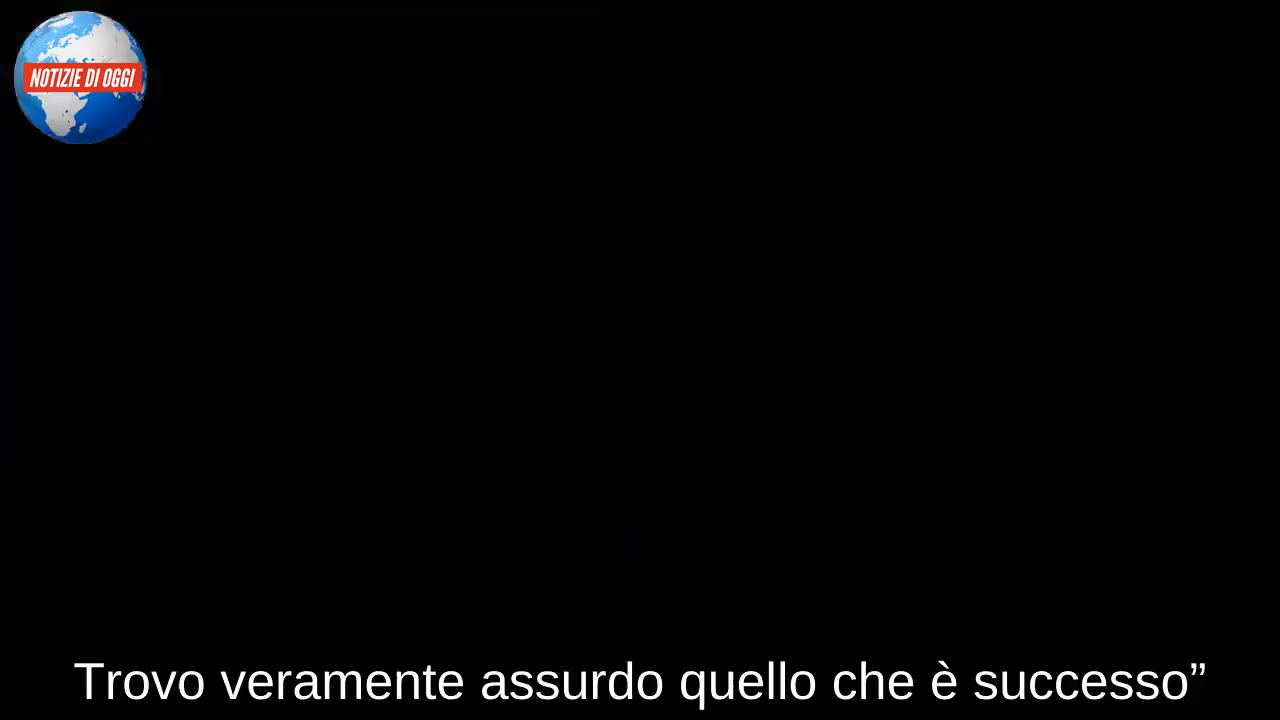 NOTIZIE DI OGGI
Trovo veramente assurdo quello che è successo”